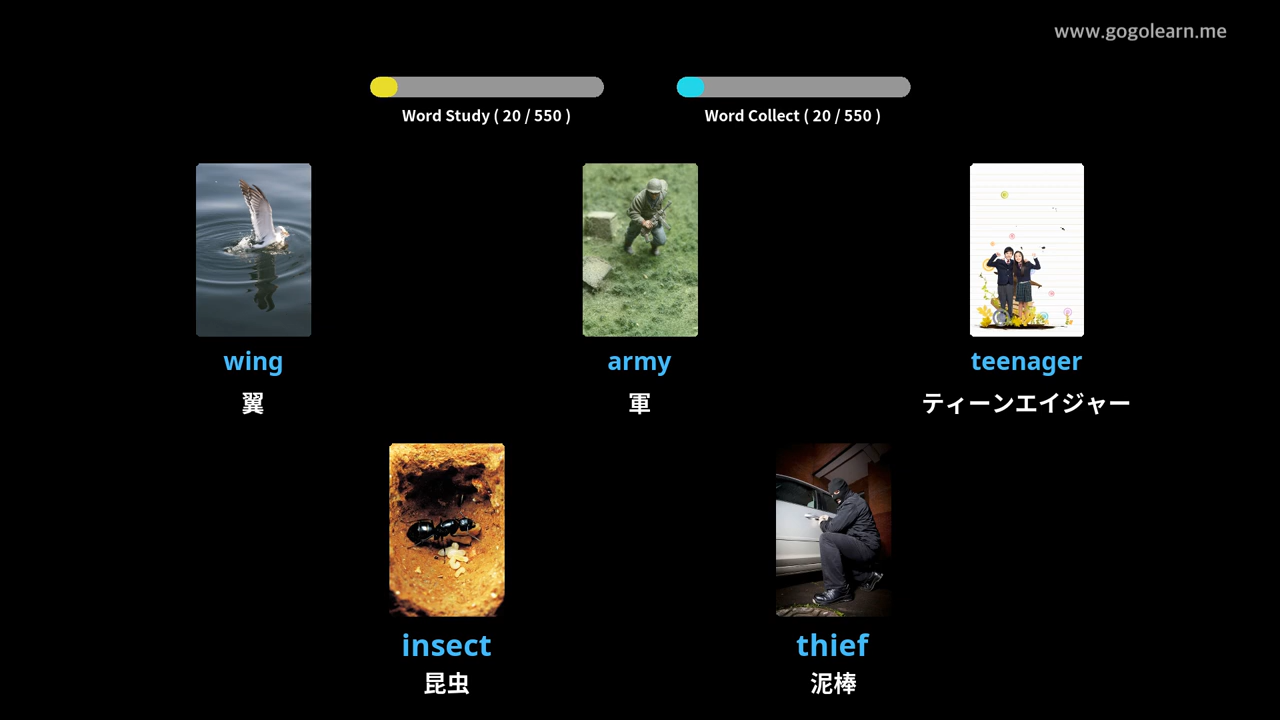 www.gogolearn.me
Word Study ( 20 / 550 )
Word Collect ( 20 / 550 )
wing
翼
army
軍
teenager
ティーンエイジャー
insect
昆虫
thief
泥棒